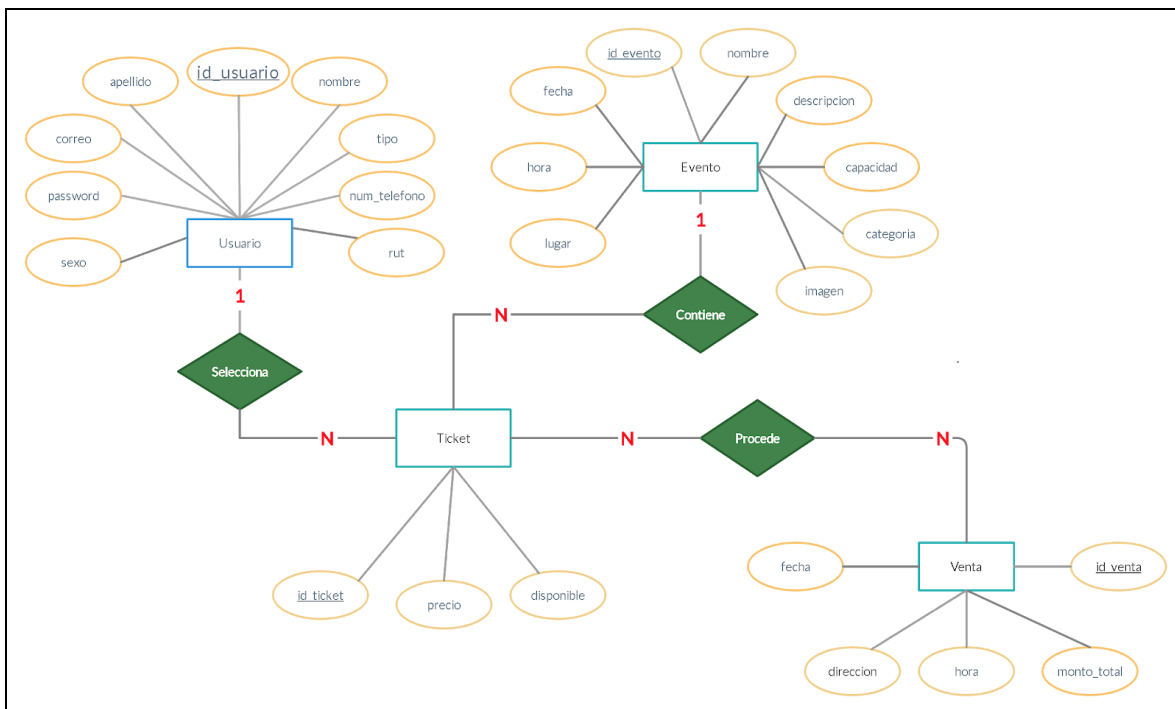 id_usuario
apellido
nombre
correo
tipo
password
num_telefono
sexo
rut
Usuario
1
Selecciona
N
id_evento
nombre
fecha
descripcion
hora
capacidad
Evento
lugar
categoria
imagen
1
Contiene
N
Ticket
N
Procede
N
id_ticket
precio
disponible
Venta
fecha
id_venta
direccion
hora
monto_total